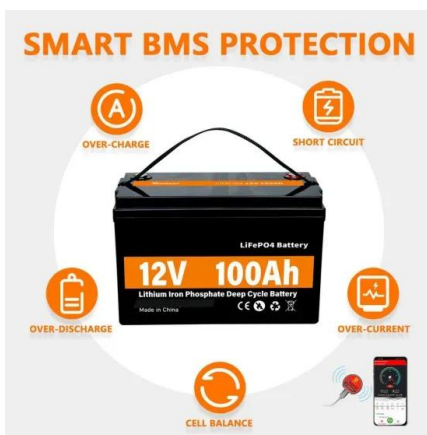 SMART BMS PROTECTION
A
OVER-CHARGE
SHORT CIRCUIT
LiFePO4 Battery
12V 100Ah
Lithium Iron Phosphate Deep Cycle Battery
Made in China
CE
OVER-DISCHARGE
OVER-CURRENT
CELL BALANCE